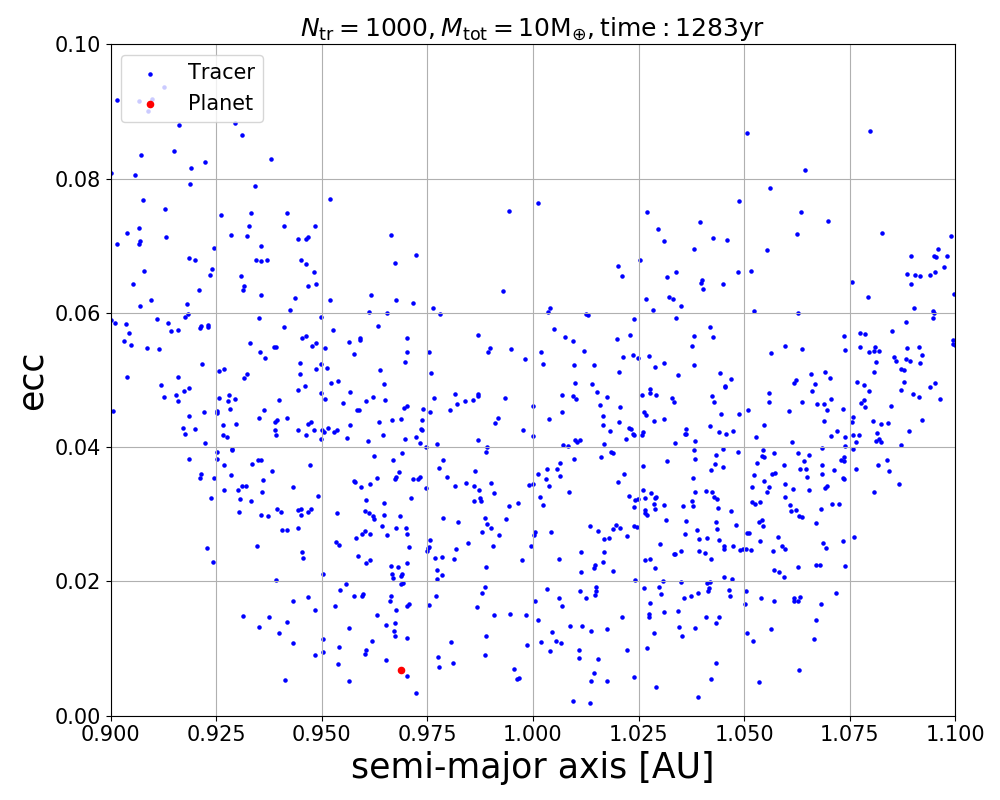 N_tr = 1000, M_tot = 10M_⊕, time : 1283yr
Tracer
Planet
0.10
0.08
0.06
0.04
0.02
0.00
ecc
0.900 0.925 0.950 0.975 1.000 1.025 1.050 1.075 1.100
semi-major axis [AU]